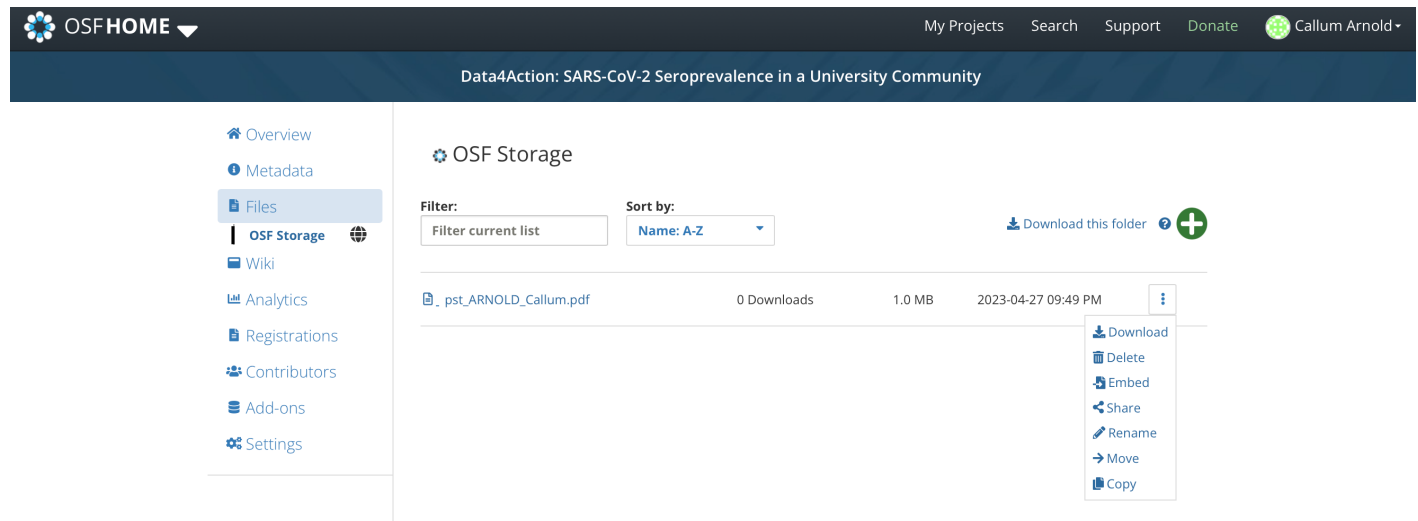 OSFHOME
My Projects Search Support Donate Callum Arnold
Data4Action: SARS-CoV-2 Seroprevalence in a University Community
Overview
Metadata
Files
OSF Storage
Wiki
Analytics
Registrations
Contributors
Add-ons
Settings
OSF Storage
Filter: Sort by:
Filter current list Name: A-Z Download this folder ?
pst_ARNOLD_Callum.pdf 0 Downloads 1.0 MB 2023-04-27 09:49 PM
Download
Delete
Embed
Share
Rename
Move
Copy